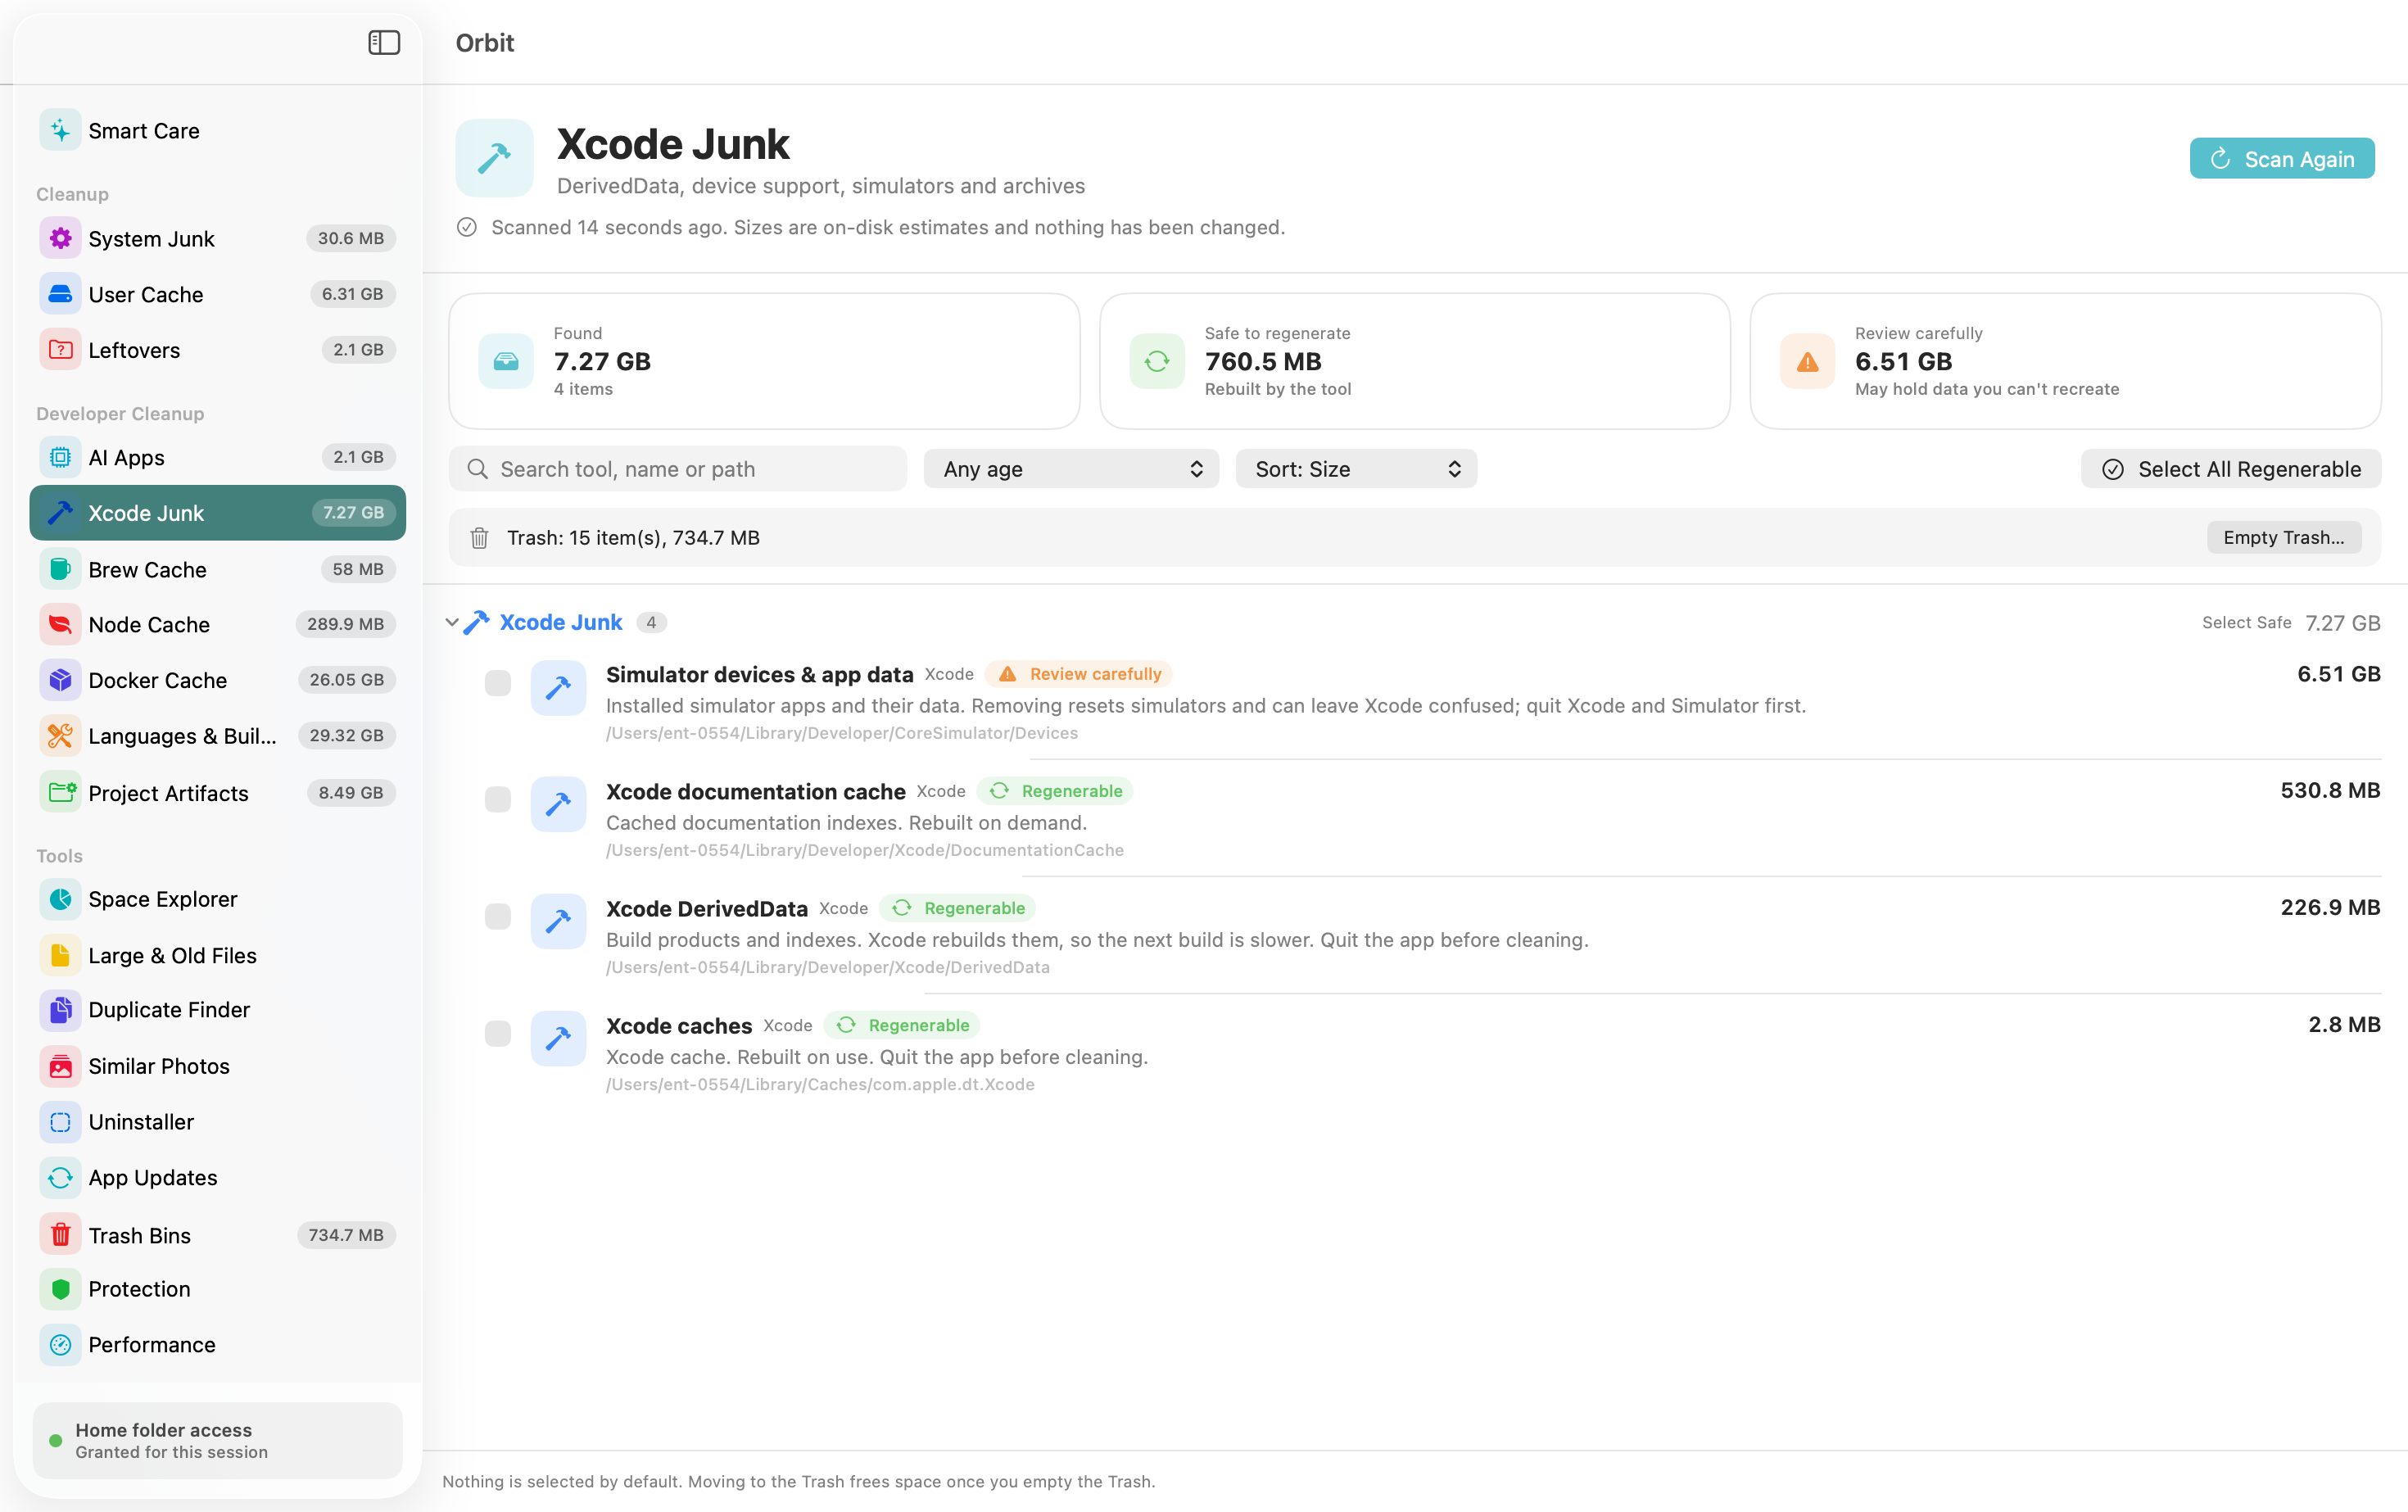 Orbit
Smart Care
Cleanup
System Junk 30.6 MB
User Cache 6.31 GB
Leftovers 2.1 GB
Developer Cleanup
AI Apps 2.1 GB
Xcode Junk 7.27 GB
Brew Cache 58 MB
Node Cache 289.9 MB
Docker Cache 26.05 GB
Languages & Buil... 29.32 GB
Project Artifacts 8.49 GB
Tools
Space Explorer
Large & Old Files
Duplicate Finder
Similar Photos
Uninstaller
App Updates
Trash Bins 734.7 MB
Protection
Performance
Home folder access
Granted for this session
Xcode Junk
DerivedData, device support, simulators and archives
Scanned 14 seconds ago. Sizes are on-disk estimates and nothing has been changed.
Scan Again
Found
7.27 GB
4 items
Safe to regenerate
760.5 MB
Rebuilt by the tool
Review carefully
6.51 GB
May hold data you can't recreate
Search tool, name or path
Any age
Sort: Size
Select All Regenerable
Trash: 15 item(s), 734.7 MB
Empty Trash...
Xcode Junk 4
Select Safe 7.27 GB
Simulator devices & app data Xcode Review carefully 6.51 GB
Installed simulator apps and their data. Removing resets simulators and can leave Xcode confused; quit Xcode and Simulator first.
/Users/ent-0554/Library/Developer/CoreSimulator/Devices
Xcode documentation cache Xcode Regenerable 530.8 MB
Cached documentation indexes. Rebuilt on demand.
/Users/ent-0554/Library/Developer/Xcode/DocumentationCache
Xcode DerivedData Xcode Regenerable 226.9 MB
Build products and indexes. Xcode rebuilds them, so the next build is slower. Quit the app before cleaning.
/Users/ent-0554/Library/Developer/Xcode/DerivedData
Xcode caches Xcode Regenerable 2.8 MB
Xcode cache. Rebuilt on use. Quit the app before cleaning.
/Users/ent-0554/Library/Caches/com.apple.dt.Xcode
Nothing is selected by default. Moving to the Trash frees space once you empty the Trash.